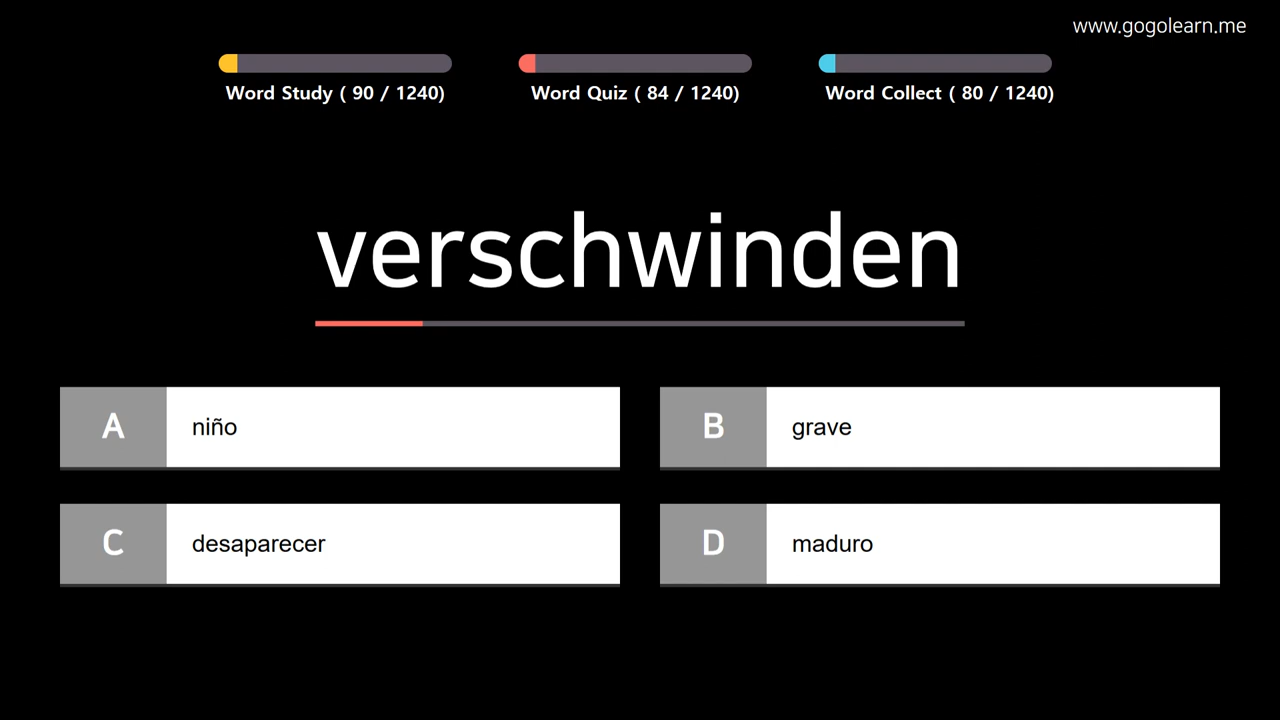 www.gogolearn.me
Word Study ( 90 / 1240)
Word Quiz ( 84 / 1240)
Word Collect ( 80 / 1240)
verschwinden
A niño
B grave
C desaparecer
D maduro